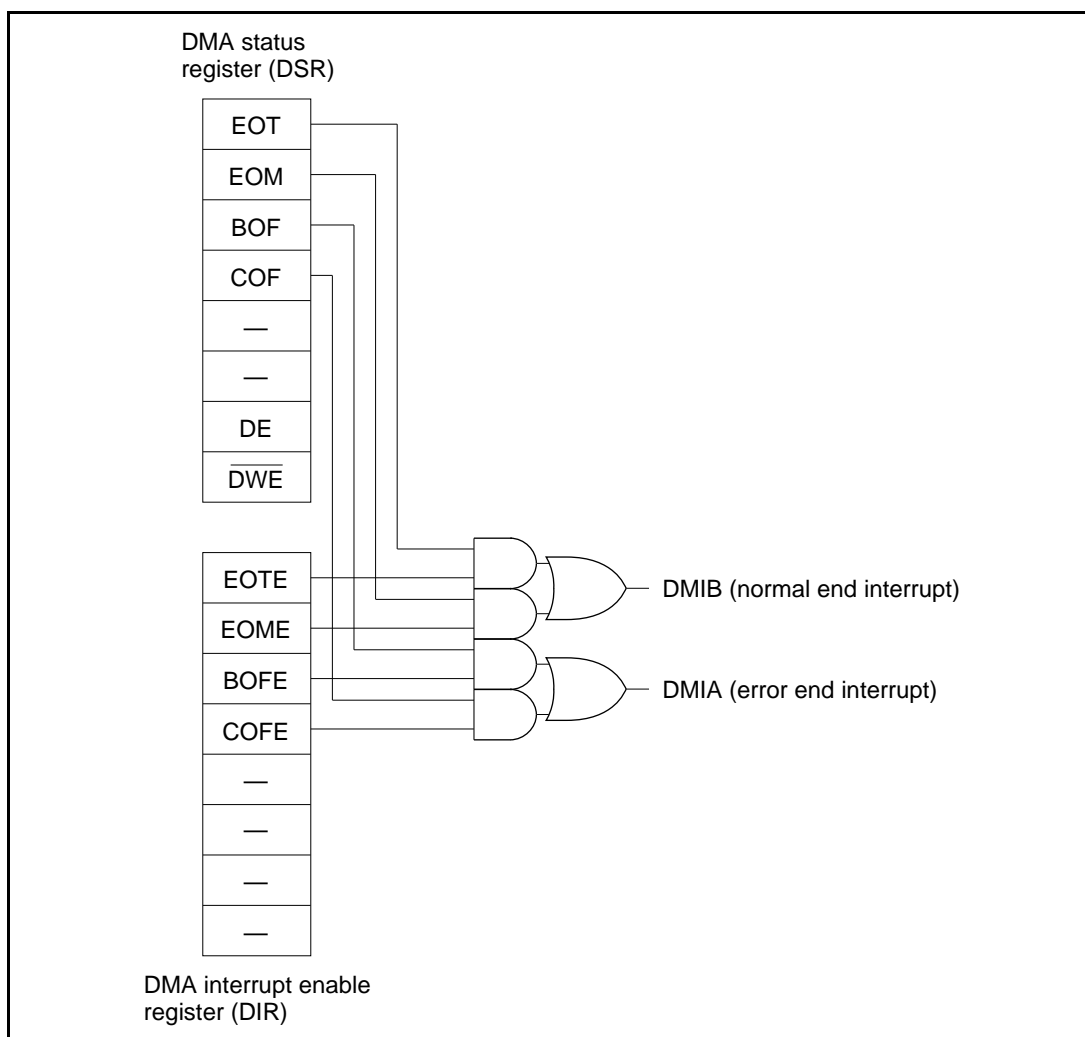 DMA status
register (DSR)
EOT
EOM
BOF
COF
—
—
DE
D̅W̅E̅
EOTE
EOME
BOFE
COFE
—
—
—
—
DMIB (normal end interrupt)
DMIA (error end interrupt)
DMA interrupt enable
register (DIR)